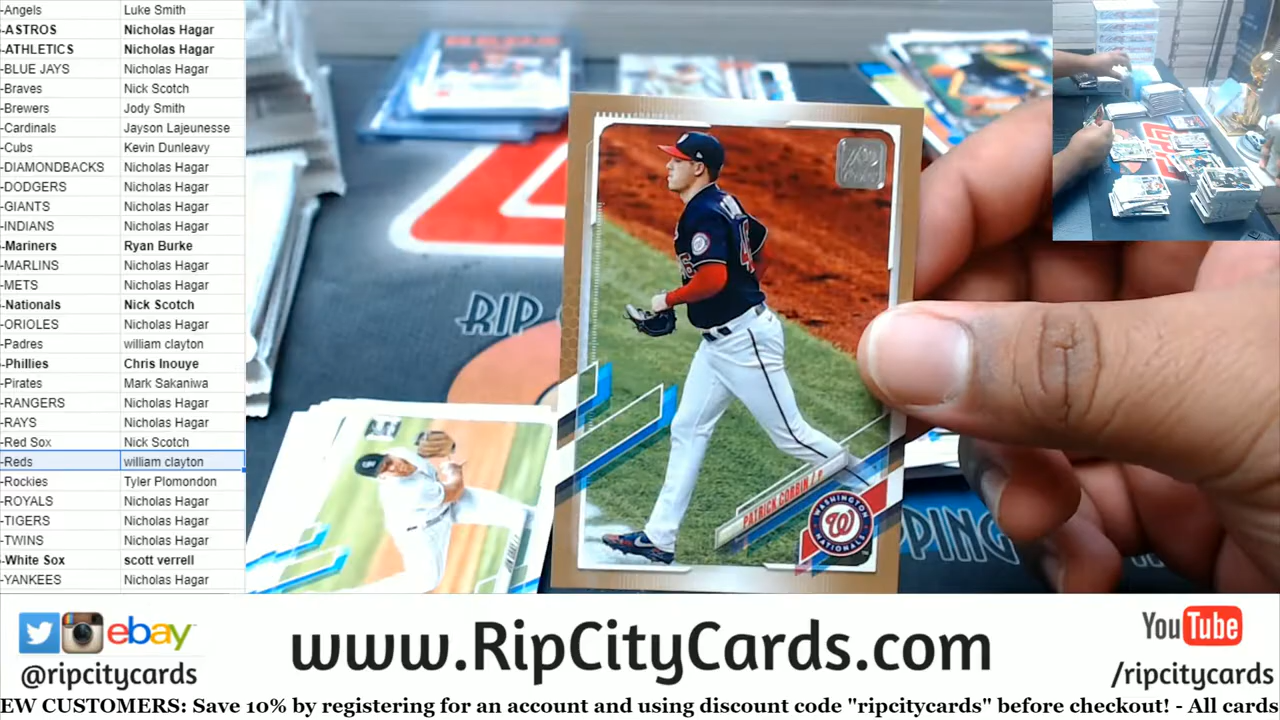 -Angels Luke Smith
-ASTROS Nicholas Hagar
-ATHLETICS Nicholas Hagar
-BLUE JAYS Nicholas Hagar
-Braves Nick Scotch
-Brewers Jody Smith
-Cardinals Jayson Lajeunesse
-Cubs Kevin Dunleavy
-DIAMONDBACKS Nicholas Hagar
-DODGERS Nicholas Hagar
-GIANTS Nicholas Hagar
-INDIANS Nicholas Hagar
-Mariners Ryan Burke
-MARLINS Nicholas Hagar
-METS Nicholas Hagar
-Nationals Nick Scotch
-ORIOLES Nicholas Hagar
-Padres william clayton
-Phillies Chris Inouye
-Pirates Mark Sakaniwa
-RANGERS Nicholas Hagar
-RAYS Nicholas Hagar
-Red Sox Nick Scotch
-Reds william clayton
-Rockies Tyler Plomondon
-ROYALS Nicholas Hagar
-TIGERS Nicholas Hagar
-TWINS Nicholas Hagar
-White Sox scott verrell
-YANKEES Nicholas Hagar
70
RIP
PATRICK CORBIN / P
WASHINGTON
W
NATIONALS
PPING
ebay
@ripcitycards
www.RipCityCards.com
YouTube
/ripcitycards
EW CUSTOMERS: Save 10% by registering for an account and using discount code "ripcitycards" before checkout! - All cards